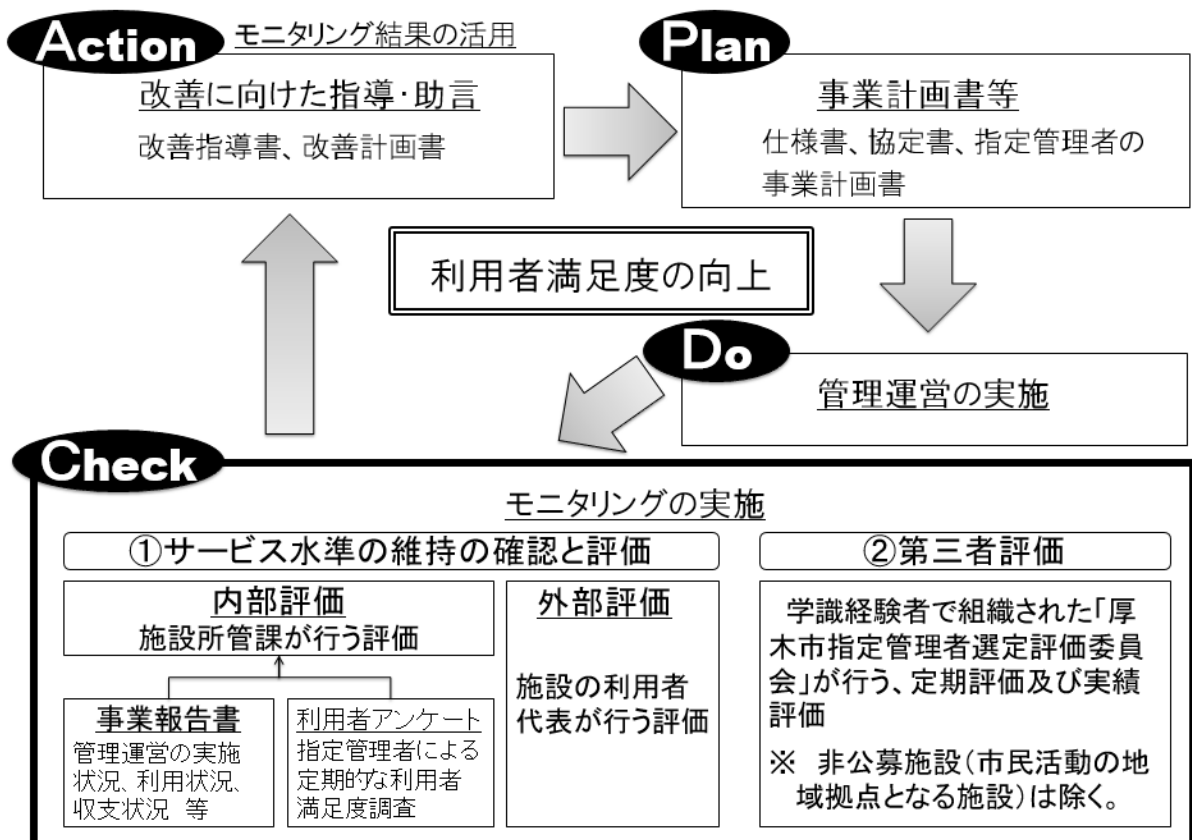 Action
モニタリング結果の活用
改善に向けた指導・助言
改善指導書、改善計画書
Plan
事業計画書等
仕様書、協定書、指定管理者の
事業計画書
利用者満足度の向上
Do
管理運営の実施
Check
モニタリングの実施
①サービス水準の維持の確認と評価
内部評価
施設所管課が行う評価
事業報告書
管理運営の実施
状況、利用状況、
収支状況 等
利用者アンケート
指定管理者による
定期的な利用者
満足度調査
外部評価
施設の利用者
代表が行う評価
②第三者評価
学識経験者で組織された「厚
木市指定管理者選定評価委員
会」が行う、定期評価及び実績
評価
※ 非公募施設（市民活動の地
域拠点となる施設）は除く。